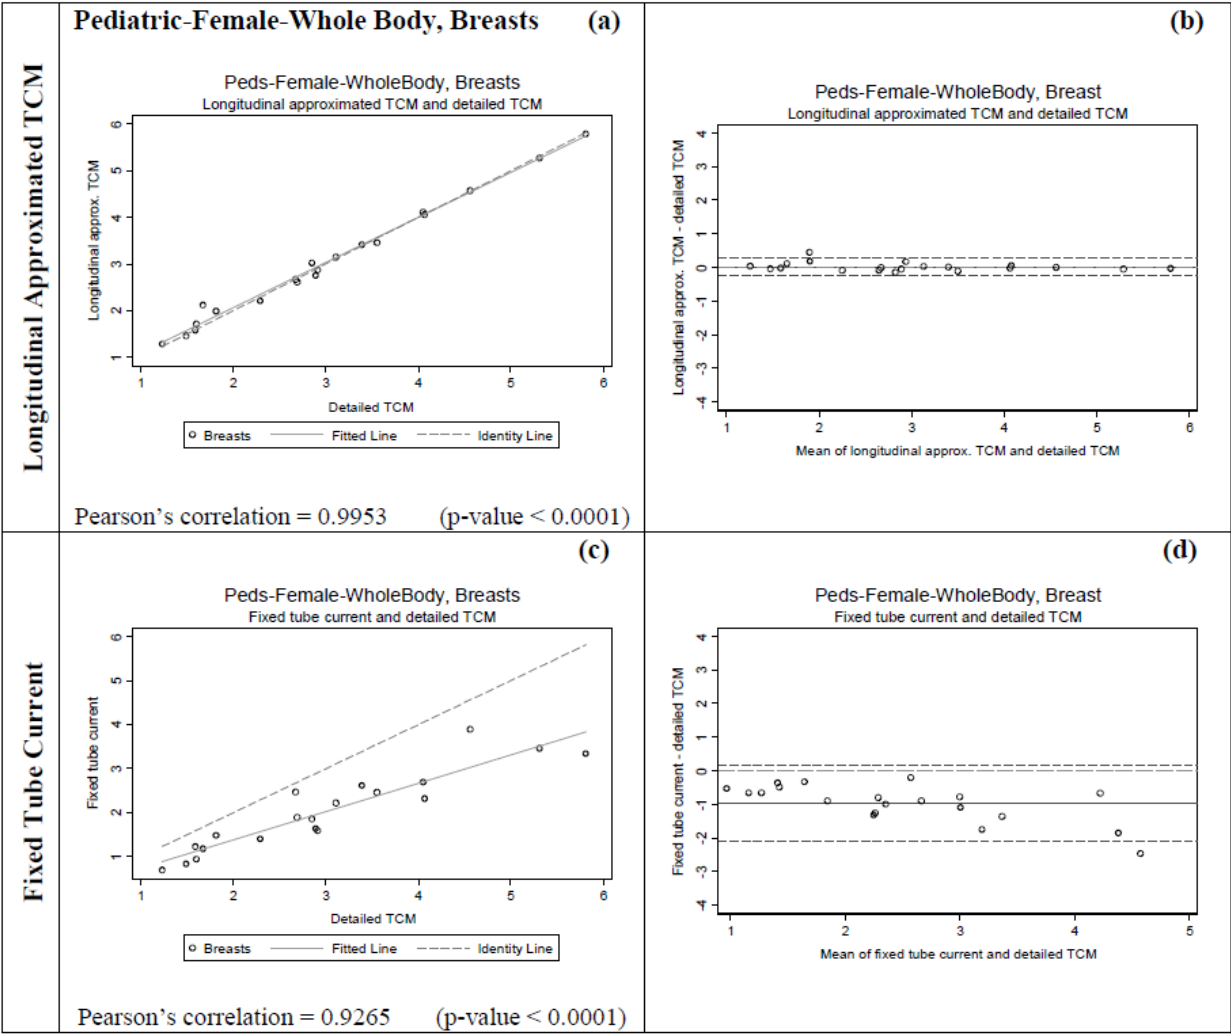 Longitudinal Approximated TCM
Pediatric-Female-Whole Body, Breasts (a)
Peds-Female-WholeBody, Breasts
Longitudinal approximated TCM and detailed TCM
Longitudinal approx. TCM
6
5
4
3
2
1
1 2 3 4 5 6
Detailed TCM
Breasts Fitted Line Identity Line
Pearson's correlation = 0.9953 (p-value < 0.0001)
(b)
Peds-Female-WholeBody, Breast
Longitudinal approximated TCM and detailed TCM
Longitudinal approx. TCM - detailed TCM
4
3
2
1
0
-1
-2
-3
-4
1 2 3 4 5 6
Mean of longitudinal approx. TCM and detailed TCM
Fixed Tube Current
(c)
Peds-Female-WholeBody, Breasts
Fixed tube current and detailed TCM
Fixed tube current
6
5
4
3
2
1
1 2 3 4 5 6
Detailed TCM
Breasts Fitted Line Identity Line
Pearson's correlation = 0.9265 (p-value < 0.0001)
(d)
Peds-Female-WholeBody, Breast
Fixed tube current and detailed TCM
Fixed tube current - detailed TCM
4
3
2
1
0
-1
-2
-3
-4
1 2 3 4 5
Mean of fixed tube current and detailed TCM